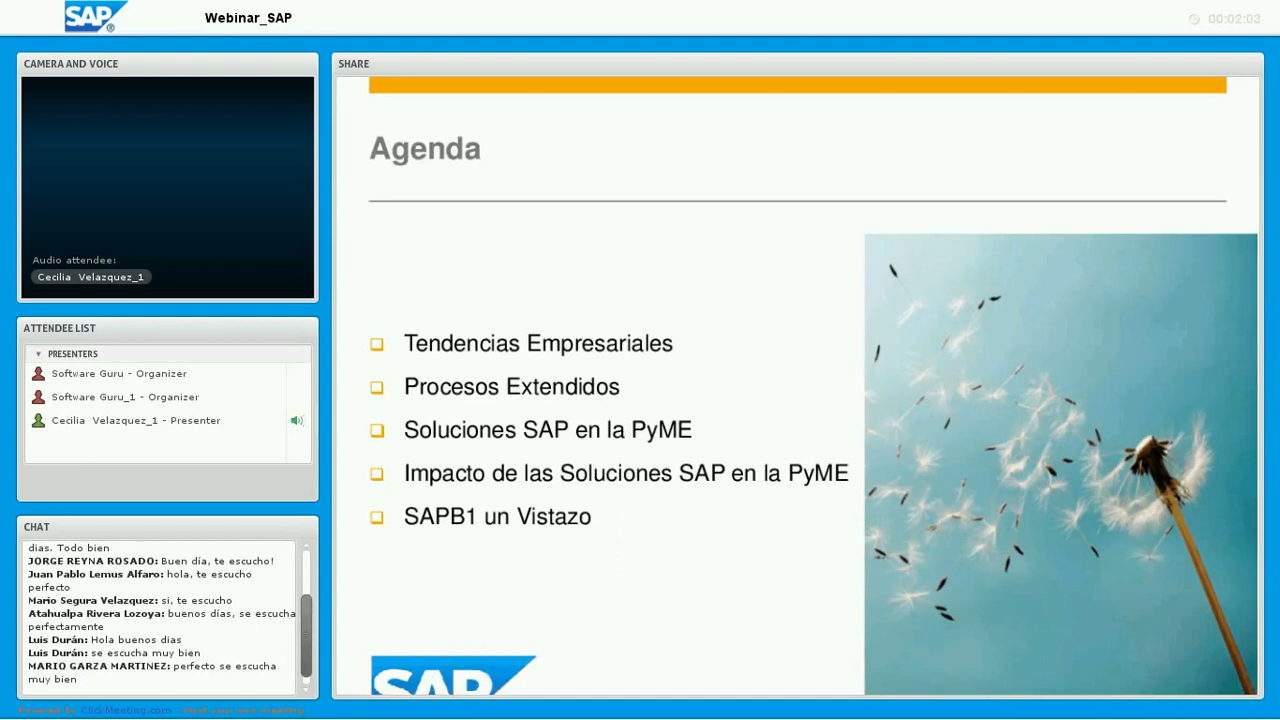 SAP
Webinar_SAP
00:02:03
CAMERA AND VOICE
Audio attendee:
Cecilia Velazquez_1
ATTENDEE LIST
PRESENTERS
Software Guru - Organizer
Software Guru_1 - Organizer
Cecilia Velazquez_1 - Presenter
CHAT
dias. Todo bien
JORGE REYNA ROSADO: Buen día, te escucho!
Juan Pablo Lemus Alfaro: hola, te escucho
perfecto
Mario Segura Velazquez: si, te escucho
Atahualpa Rivera Lozoya: buenos días, se escucha
perfectamente
Luis Durán: Hola buenos dias
Luis Durán: se escucha muy bien
MARIO GARZA MARTINEZ: perfecto se escucha
muy bien
Powered by ClickMeeting.com - Host your own meeting
SHARE
Agenda
Tendencias Empresariales
Procesos Extendidos
Soluciones SAP en la PyME
Impacto de las Soluciones SAP en la PyME
SAPB1 un Vistazo
SAP